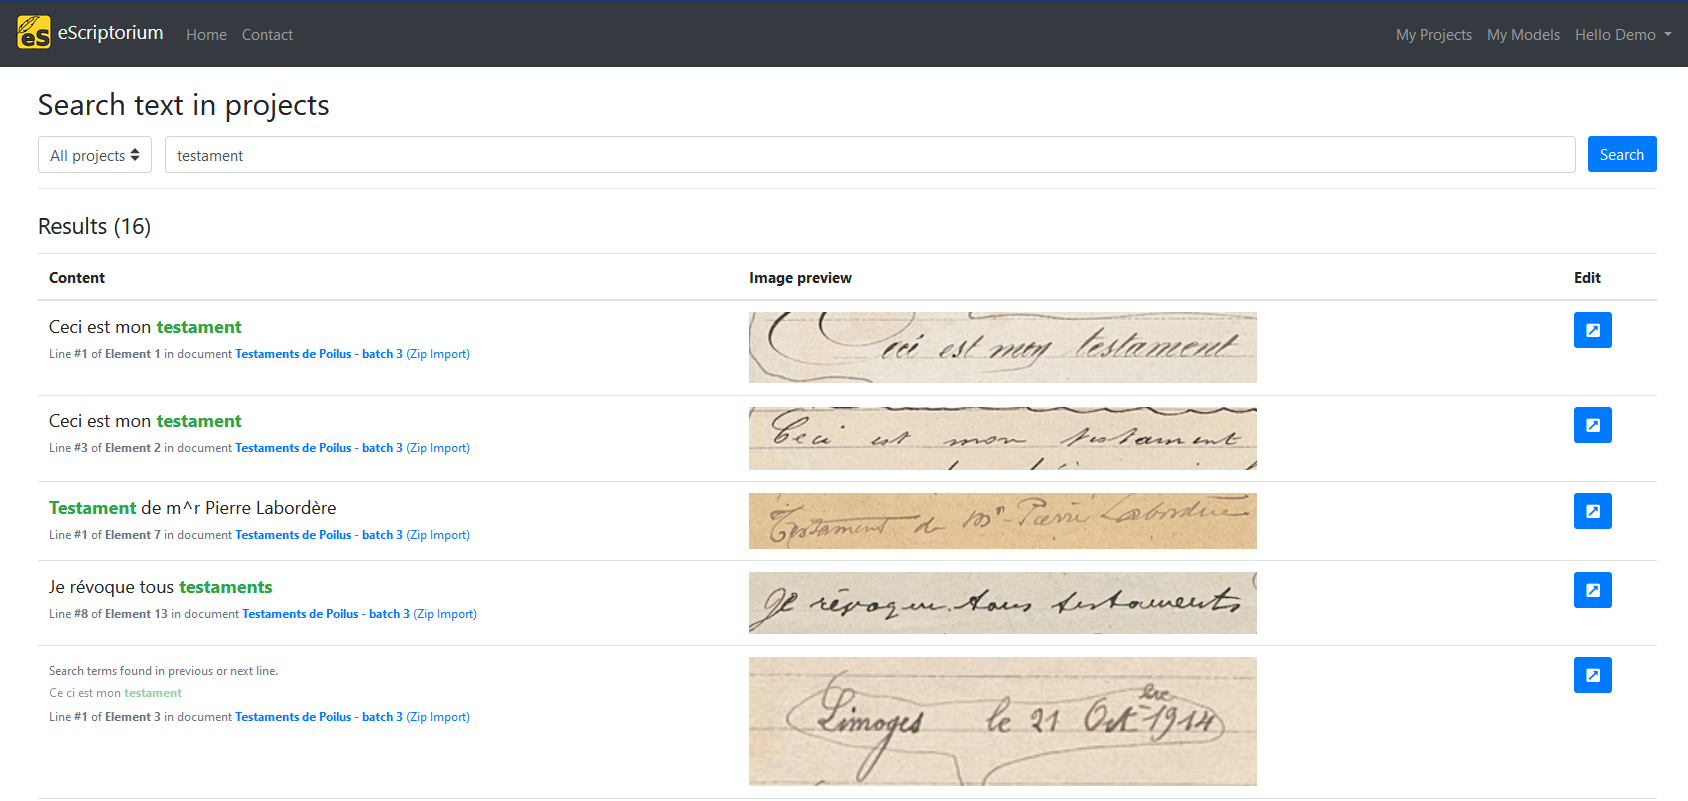 eS eScriptorium Home Contact My Projects My Models Hello Demo
Search text in projects
All projects testament Search
Results (16)
Content Image preview Edit
Ceci est mon testament
Line #1 of Element 1 in document Testaments de Poilus - batch 3 (Zip Import)
Ceci est mon testament
Ceci est mon testament
Line #3 of Element 2 in document Testaments de Poilus - batch 3 (Zip Import)
Ceci est mon testament
Testament de m^r Pierre Labordère
Line #1 of Element 7 in document Testaments de Poilus - batch 3 (Zip Import)
Testament de Mr Pierre Labordère
Je révoque tous testaments
Line #8 of Element 13 in document Testaments de Poilus - batch 3 (Zip Import)
Je révoque tous testaments
Search terms found in previous or next line.
Ce ci est mon testament
Line #1 of Element 3 in document Testaments de Poilus - batch 3 (Zip Import)
Limoges le 21 Oct 1914